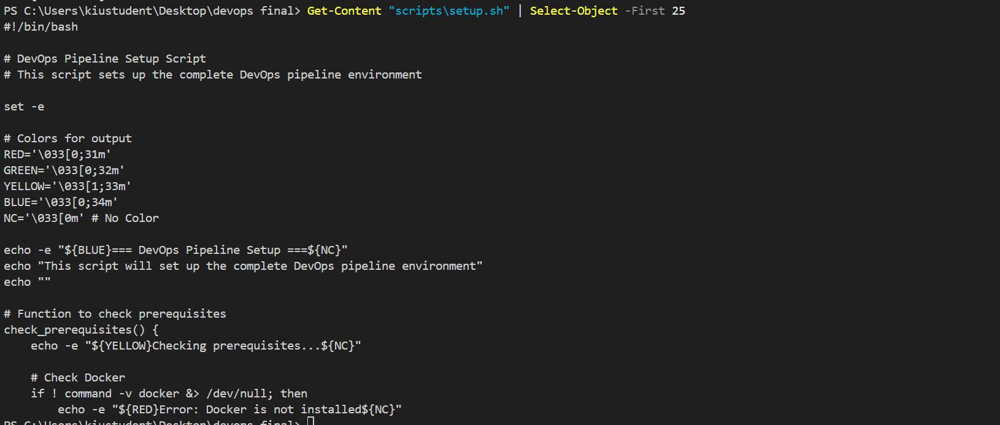 PS C:\Users\kiustudent\Desktop\devops final> Get-Content "scripts\setup.sh" | Select-Object -First 25
#!/bin/bash

# DevOps Pipeline Setup Script
# This script sets up the complete DevOps pipeline environment

set -e

# Colors for output
RED='\033[0;31m'
GREEN='\033[0;32m'
YELLOW='\033[1;33m'
BLUE='\033[0;34m'
NC='\033[0m' # No Color

echo -e "${BLUE}=== DevOps Pipeline Setup ===${NC}"
echo "This script will set up the complete DevOps pipeline environment"
echo ""

# Function to check prerequisites
check_prerequisites() {
    echo -e "${YELLOW}Checking prerequisites...${NC}"

    # Check Docker
    if ! command -v docker &> /dev/null; then
        echo -e "${RED}Error: Docker is not installed${NC}"
PS C:\Users\kiustudent\Desktop\devops final>